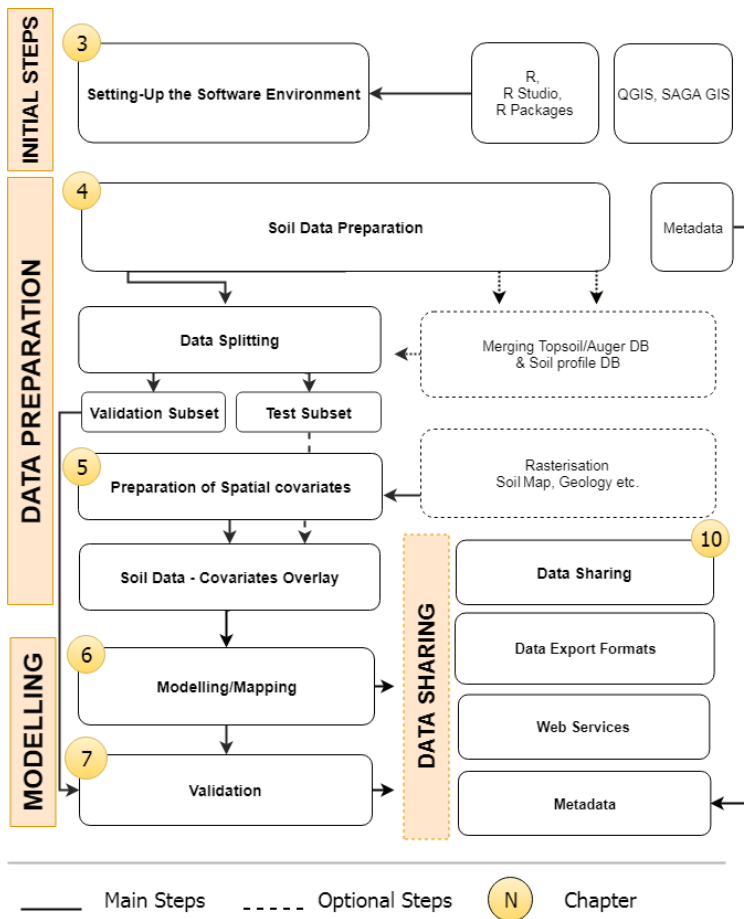 INITIAL STEPS
3
Setting-Up the Software Environment
R,
R Studio,
R Packages
QGIS, SAGA GIS
DATA PREPARATION
4
Soil Data Preparation
Metadata
Data Splitting
Merging Topsoil/Auger DB
& Soil profile DB
Validation Subset
Test Subset
5
Preparation of Spatial covariates
Rasterisation
Soil Map, Geology etc.
Soil Data - Covariates Overlay
MODELLING
6
Modelling/Mapping
7
Validation
DATA SHARING
10
Data Sharing
Data Export Formats
Web Services
Metadata
Main Steps
Optional Steps
N
Chapter